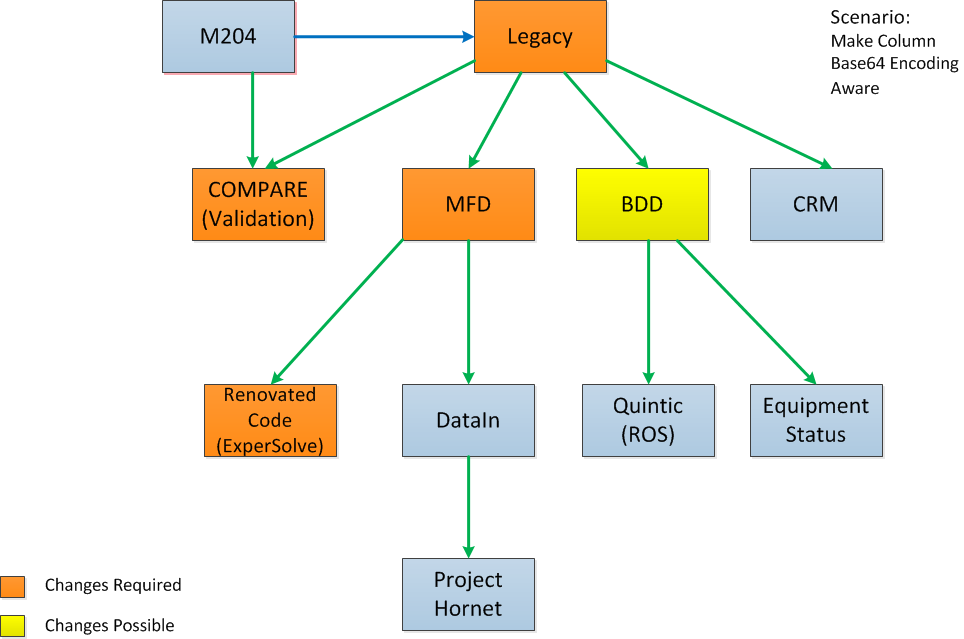 M204
Legacy
Scenario:
Make Column
Base64 Encoding
Aware
COMPARE
(Validation)
MFD
BDD
CRM
Renovated
Code
(ExperSolve)
DataIn
Quintic
(ROS)
Equipment
Status
Project
Hornet
Changes Required
Changes Possible